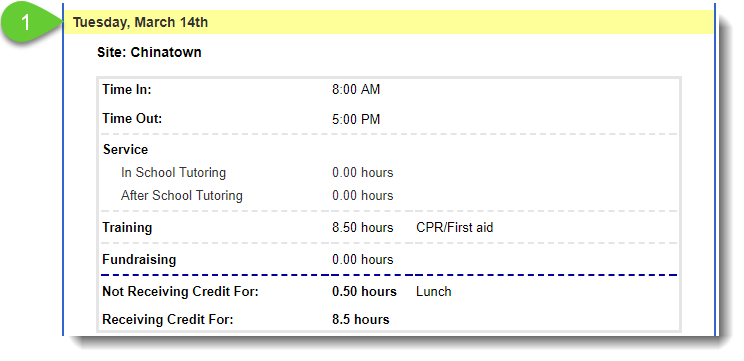 1
Tuesday, March 14th
Site: Chinatown
Time In: 8:00 AM
Time Out: 5:00 PM
Service
In School Tutoring 0.00 hours
After School Tutoring 0.00 hours
Training 8.50 hours CPR/First aid
Fundraising 0.00 hours
Not Receiving Credit For: 0.50 hours Lunch
Receiving Credit For: 8.5 hours